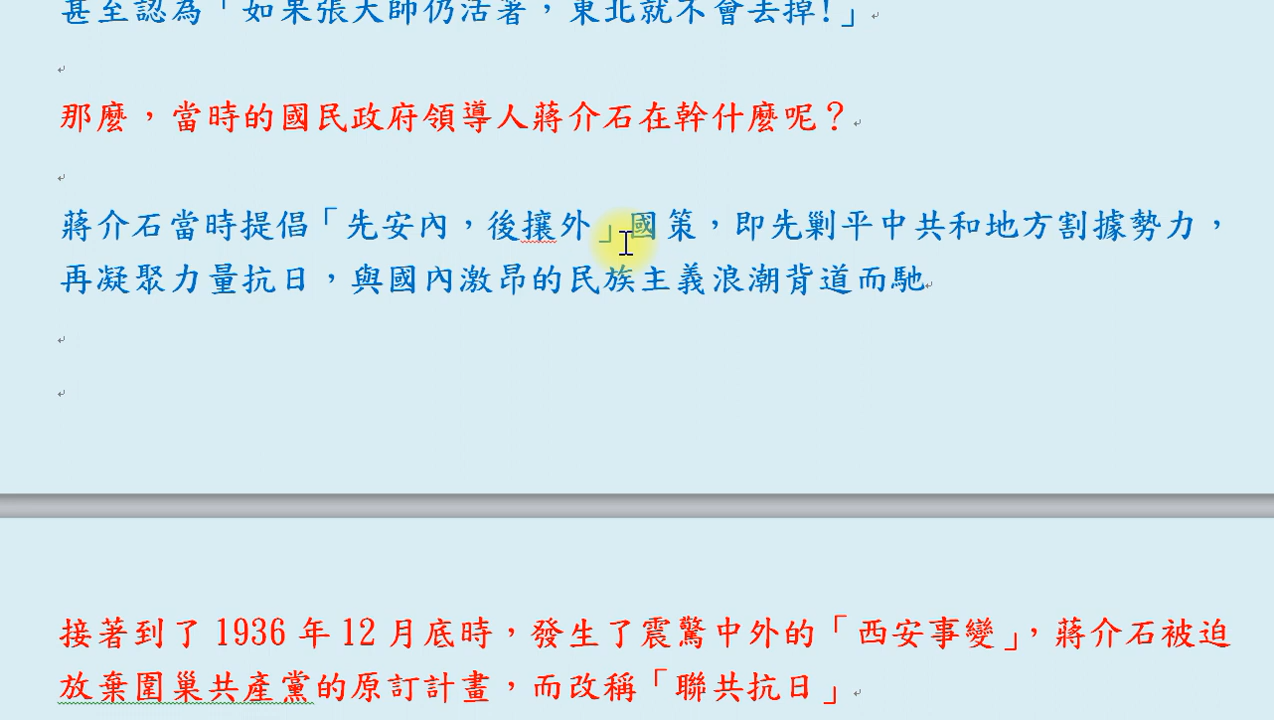 甚至認為「如果張大帥仍活著，東北就不會丟掉!」
那麼，當時的國民政府領導人蔣介石在幹什麼呢？
蔣介石當時提倡「先安內，後攘外」國策，即先剿平中共和地方割據勢力，
再凝聚力量抗日，與國內激昂的民族主義浪潮背道而馳
接著到了 1936 年 12 月底時，發生了震驚中外的「西安事變」，蔣介石被迫
放棄圍巢共產黨的原訂計畫，而改稱「聯共抗日」